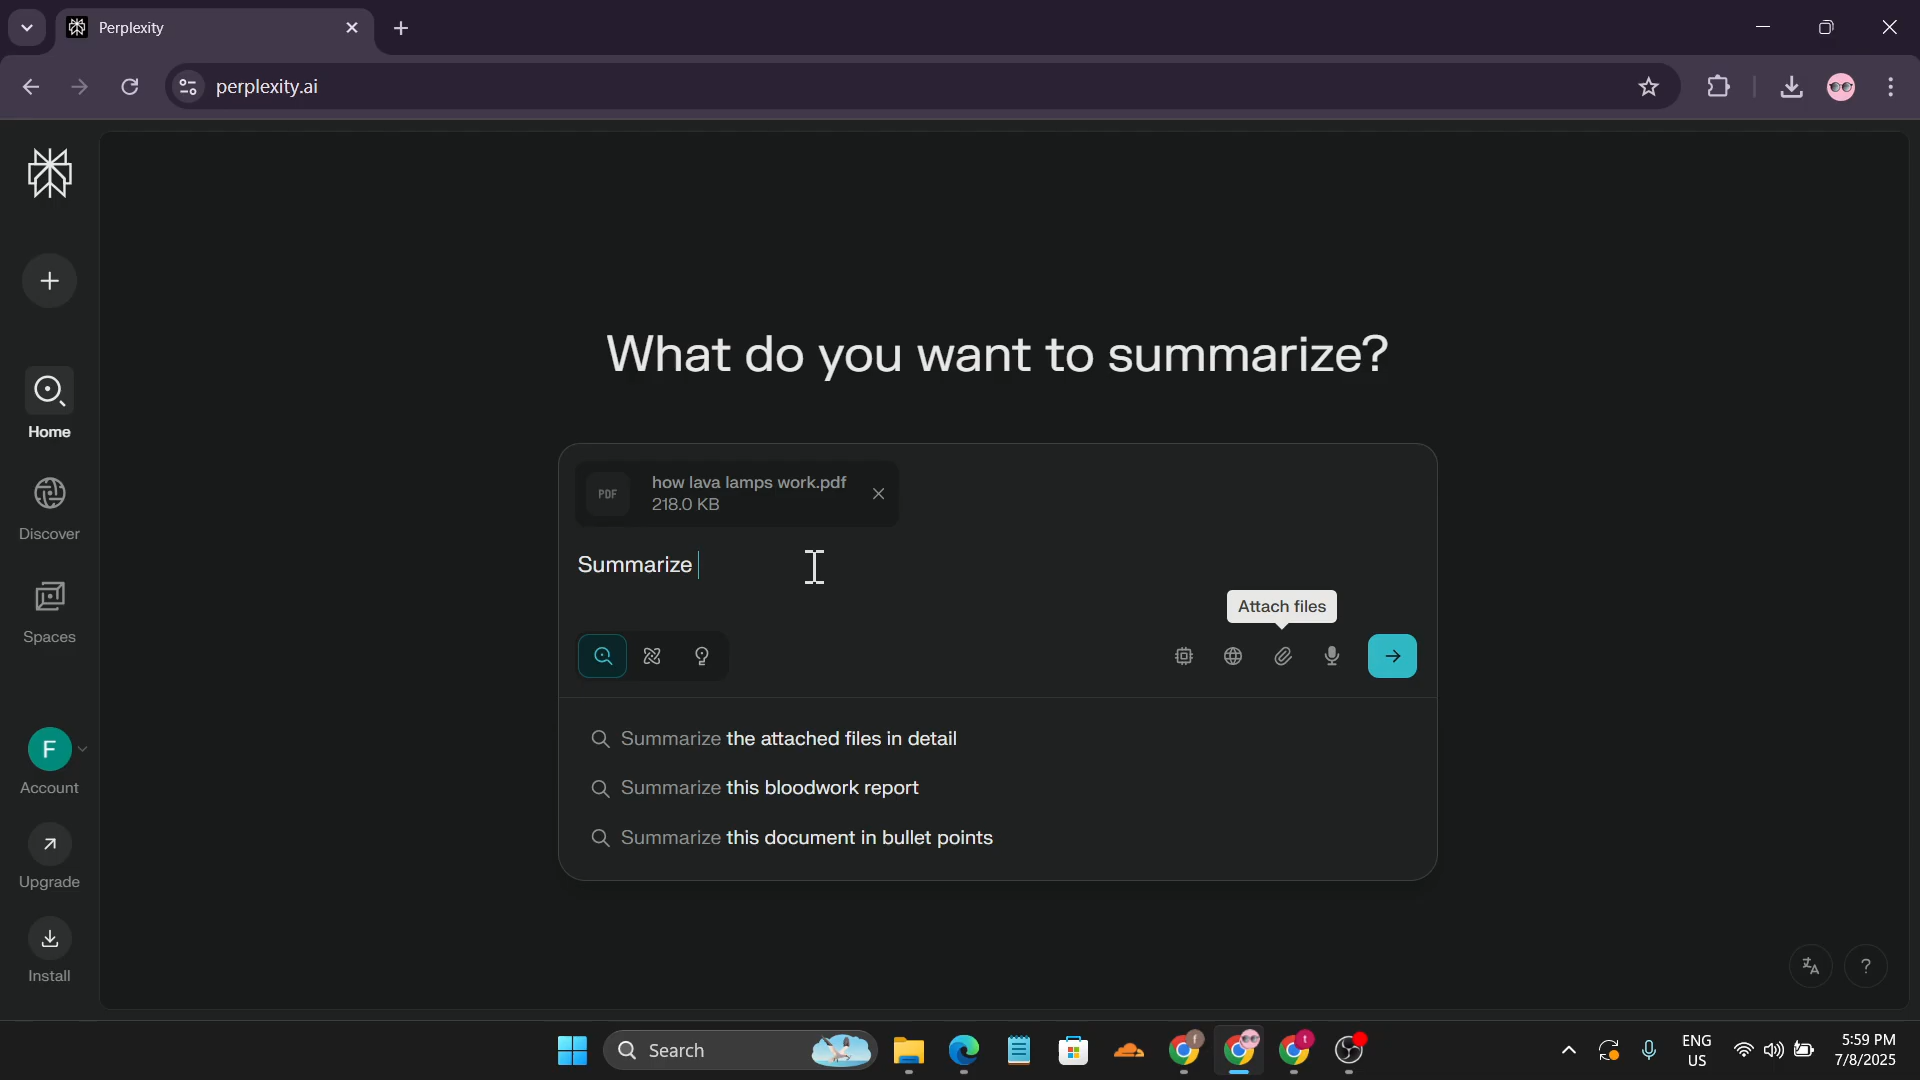 Perplexity
perplexity.ai
What do you want to summarize?
PDF
how lava lamps work.pdf
218.0 KB
Summarize
Attach files
Summarize the attached files in detail
Summarize this bloodwork report
Summarize this document in bullet points
Home
Discover
Spaces
F
Account
Upgrade
Install
?
Search
f
t
ENG
US
5:59 PM
7/8/2025